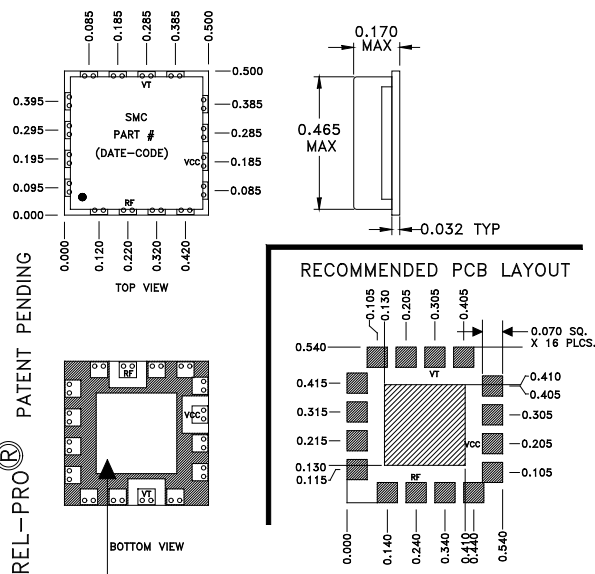 0.085
0.285
0.385
0.500
0.500
0.395
0.385
0.295
0.285
0.195
0.185
0.095
0.085
0.000
VT
SMC
PART #
(DATE-CODE)
VCC
RF
0.000
0.120
0.220
0.320
0.420
TOP VIEW
0.170
MAX
0.465
MAX
0.032 TYP
RECOMMENDED PCB LAYOUT
0.105
0.130
0.205
0.305
0.405
0.070 SQ.
X 16 PLCS.
0.540
VT
0.410
0.415
0.405
0.315
0.305
0.215
VCC
0.205
0.130
0.115
0.105
RF
0.000
0.140
0.240
0.340
0.410
0.440
0.540
RF
VCC
VT
BOTTOM VIEW
REL-PRO® PATENT PENDING